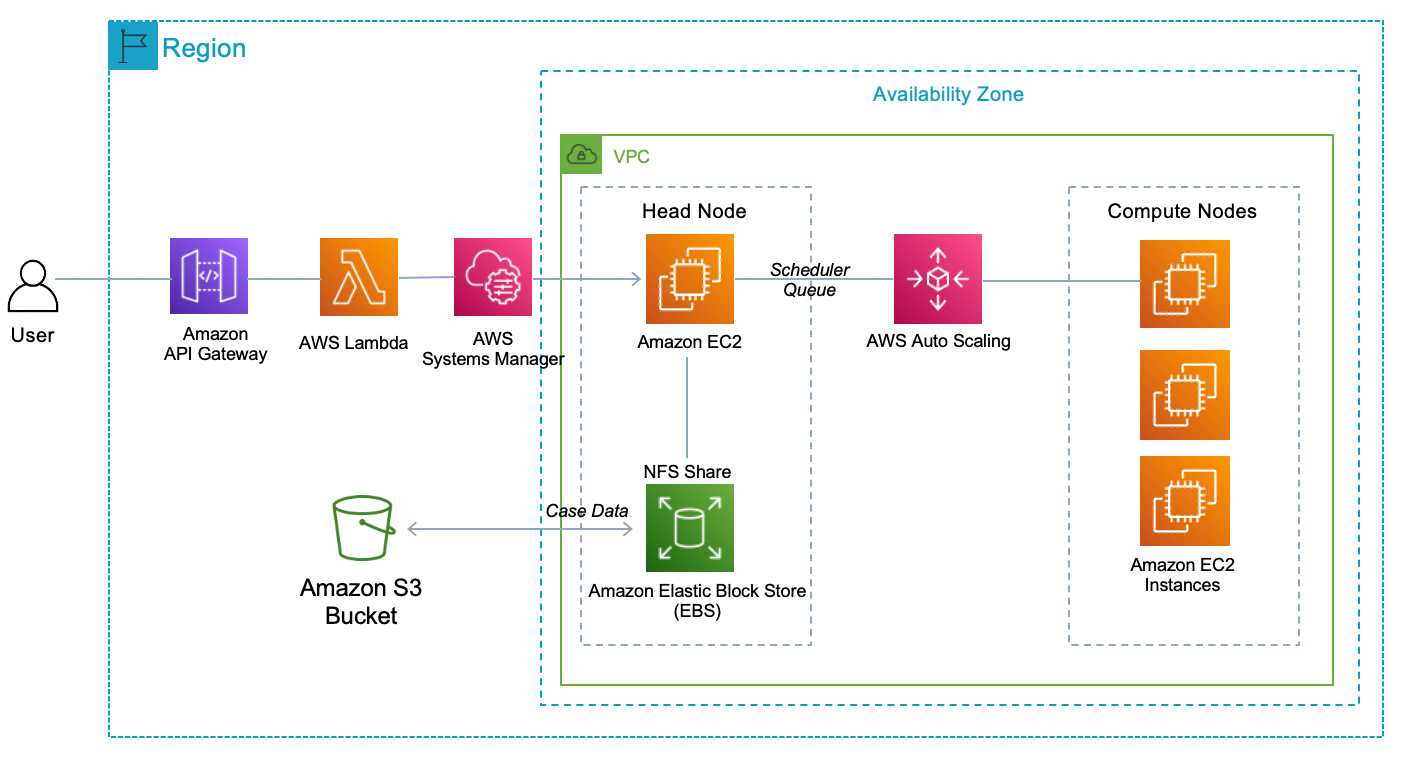 Region
Availability Zone
VPC
Head Node
Compute Nodes
Scheduler
Queue
User
Amazon
API Gateway
AWS Lambda
AWS
Systems Manager
Amazon EC2
AWS Auto Scaling
NFS Share
Case Data
Amazon S3
Bucket
Amazon Elastic Block Store
(EBS)
Amazon EC2
Instances